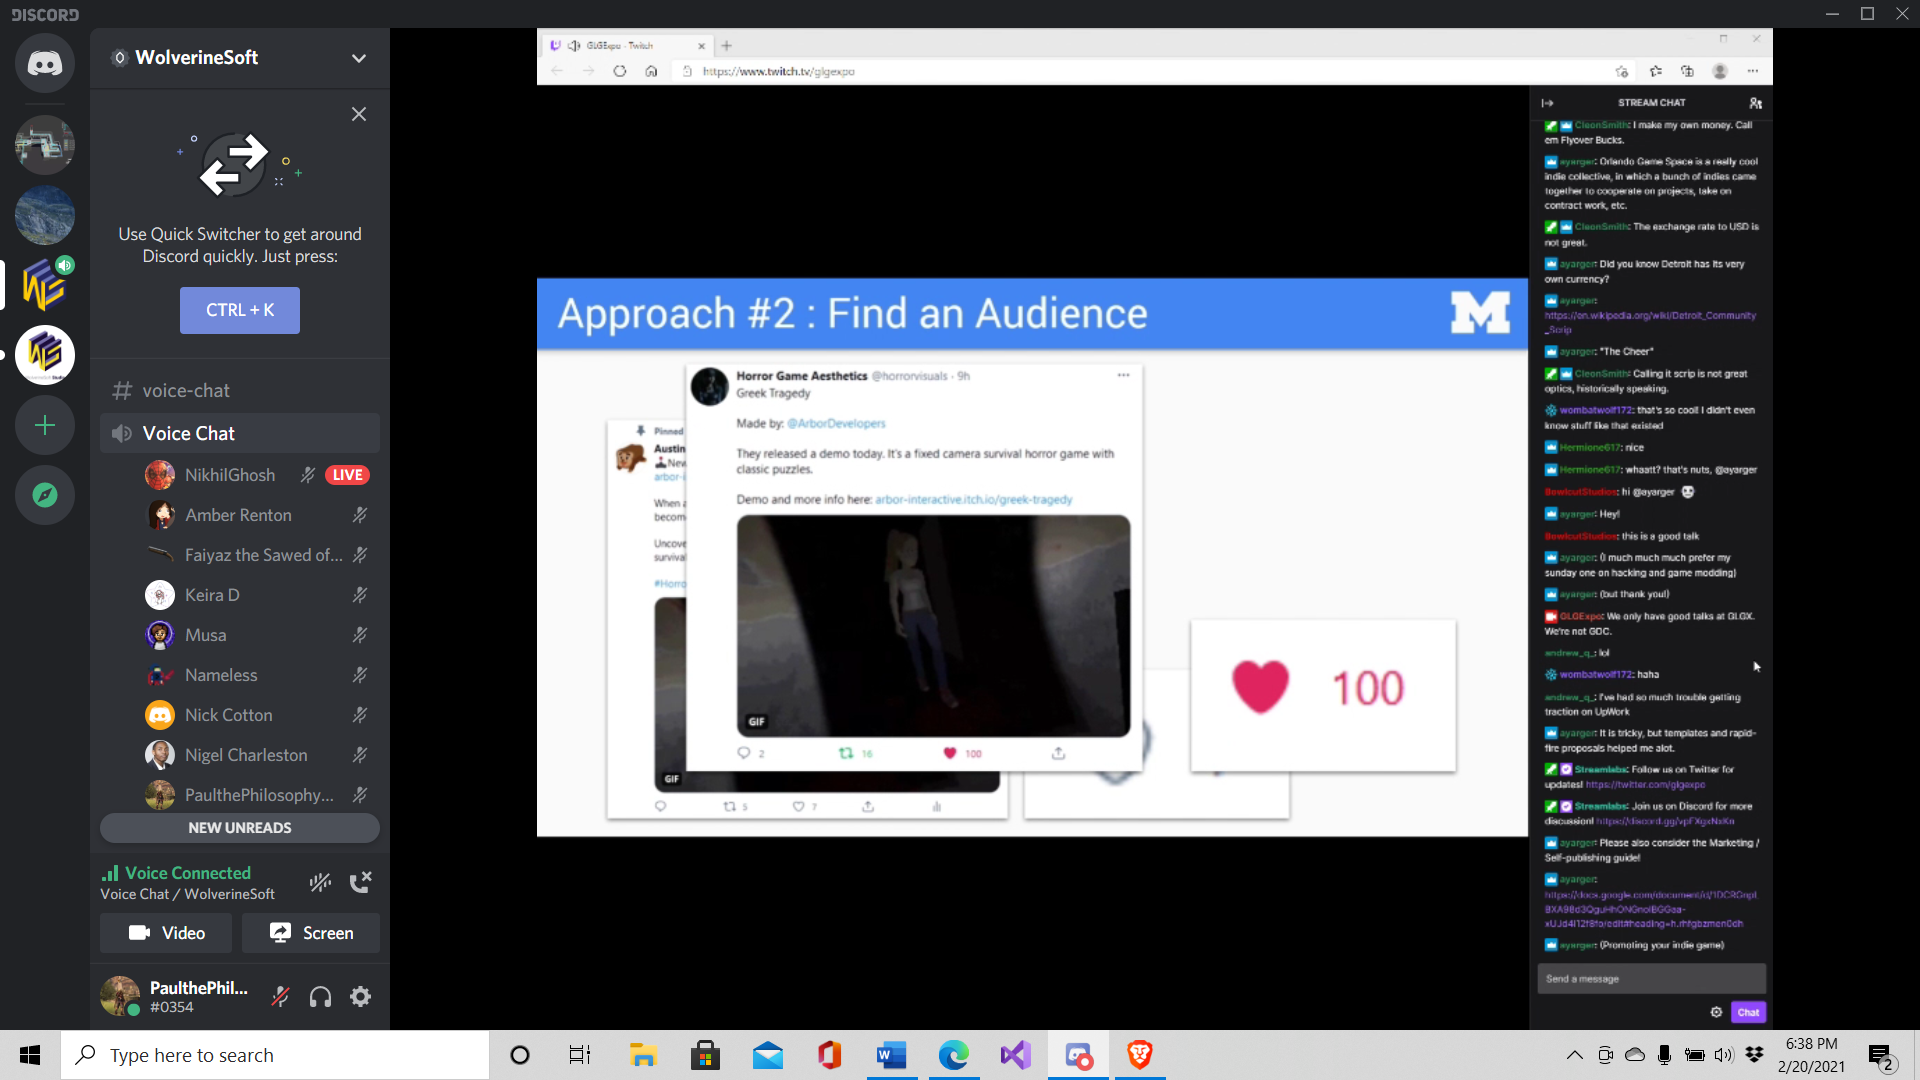 DISCORD
WolverineSoft
Use Quick Switcher to get around
Discord quickly. Just press:
CTRL + K
# voice-chat
Voice Chat
NikhilGhosh LIVE
Amber Renton
Faiyaz the Sawed of...
Keira D
Musa
Nameless
Nick Cotton
Nigel Charleston
PaulthePhilosophy...
NEW UNREADS
Voice Connected
Voice Chat / WolverineSoft
Video
Screen
PaulthePhil...
#0354
GLGExpo - Twitch
https://www.twitch.tv/glgexpo
Approach #2 : Find an Audience
M
Pinned
Austin
New
arbor-i
When a
becom
Uncove
surviva
#Horro
GIF
5
7
Horror Game Aesthetics @horrorvisuals · 9h
Greek Tragedy
Made by: @ArborDevelopers
They released a demo today. It's a fixed camera survival horror game with
classic puzzles.
Demo and more info here: arbor-interactive.itch.io/greek-tragedy
GIF
2
16
100
100
STREAM CHAT
CleonSmith: I make my own money. Call
em Flyover Bucks.
ayarger: Orlando Game Space is a really cool
indie collective, in which a bunch of indies came
together to cooperate on projects, take on
contract work, etc.
CleonSmith: The exchange rate to USD is
not great.
ayarger: Did you know Detroit has its very
own currency?
ayarger:
https://en.wikipedia.org/wiki/Detroit_Community
_Scrip
ayarger: "The Cheer"
CleonSmith: Calling it scrip is not great
optics, historically speaking.
wombatwolf172: that's so cool! I didn't even
know stuff like that existed
Hermione617: nice
Hermione617: whaatt? that's nuts, @ayarger
BowlcutStudios: hi @ayarger
ayarger: Hey!
BowlcutStudios: this is a good talk
ayarger: (I much much much prefer my
sunday one on hacking and game modding)
ayarger: (but thank you!)
GLGExpo: We only have good talks at GLGX.
We're not GDC.
andrew_q_: lol
wombatwolf172: haha
andrew_q_: I've had so much trouble getting
traction on UpWork
ayarger: It is tricky, but templates and rapid-
fire proposals helped me alot.
Streamlabs: Follow us on Twitter for
updates! https://twitter.com/glgexpo
Streamlabs: Join us on Discord for more
discussion!
ayarger: Please also consider the Marketing /
Self-publishing guide!
ayarger:
ayarger: (Promoting your indie game)
Send a message
Chat
Type here to search
6:38 PM
2/20/2021
2